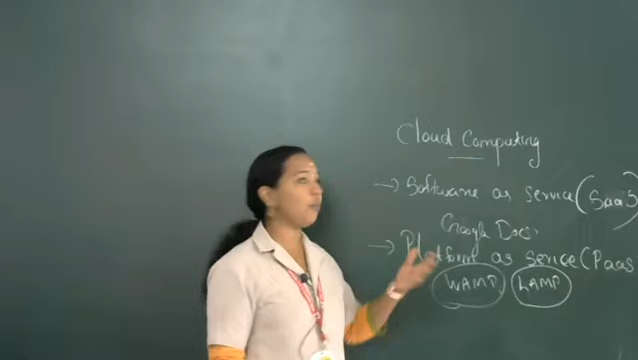 Cloud Computing
→ Software as service (SaaS)
Google Docs
→ Platform as service (Paas
WAMP LAMP